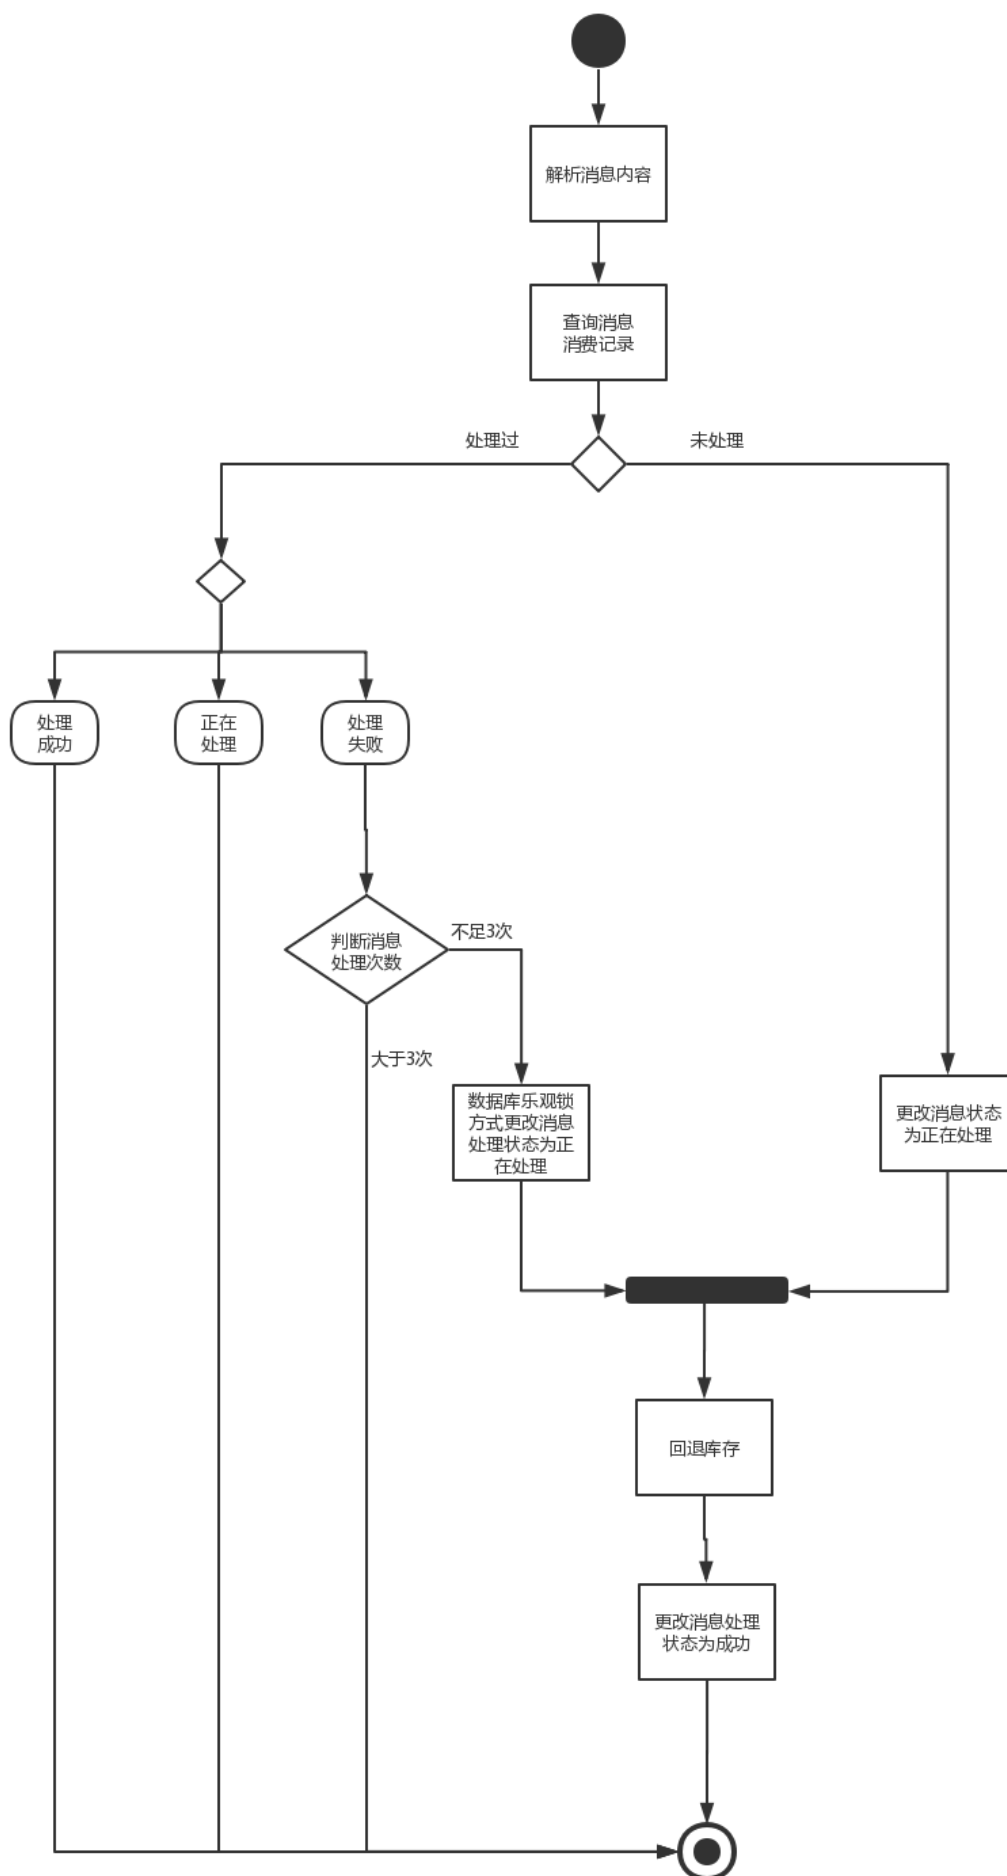 解析消息内容
查询消息
消费记录
处理过
未处理
处理
成功
正在
处理
处理
失败
判断消息
处理次数
不足3次
大于3次
数据库乐观锁
方式更改消息
处理状态为正
在处理
更改消息状态
为正在处理
回退库存
更改消息处理
状态为成功